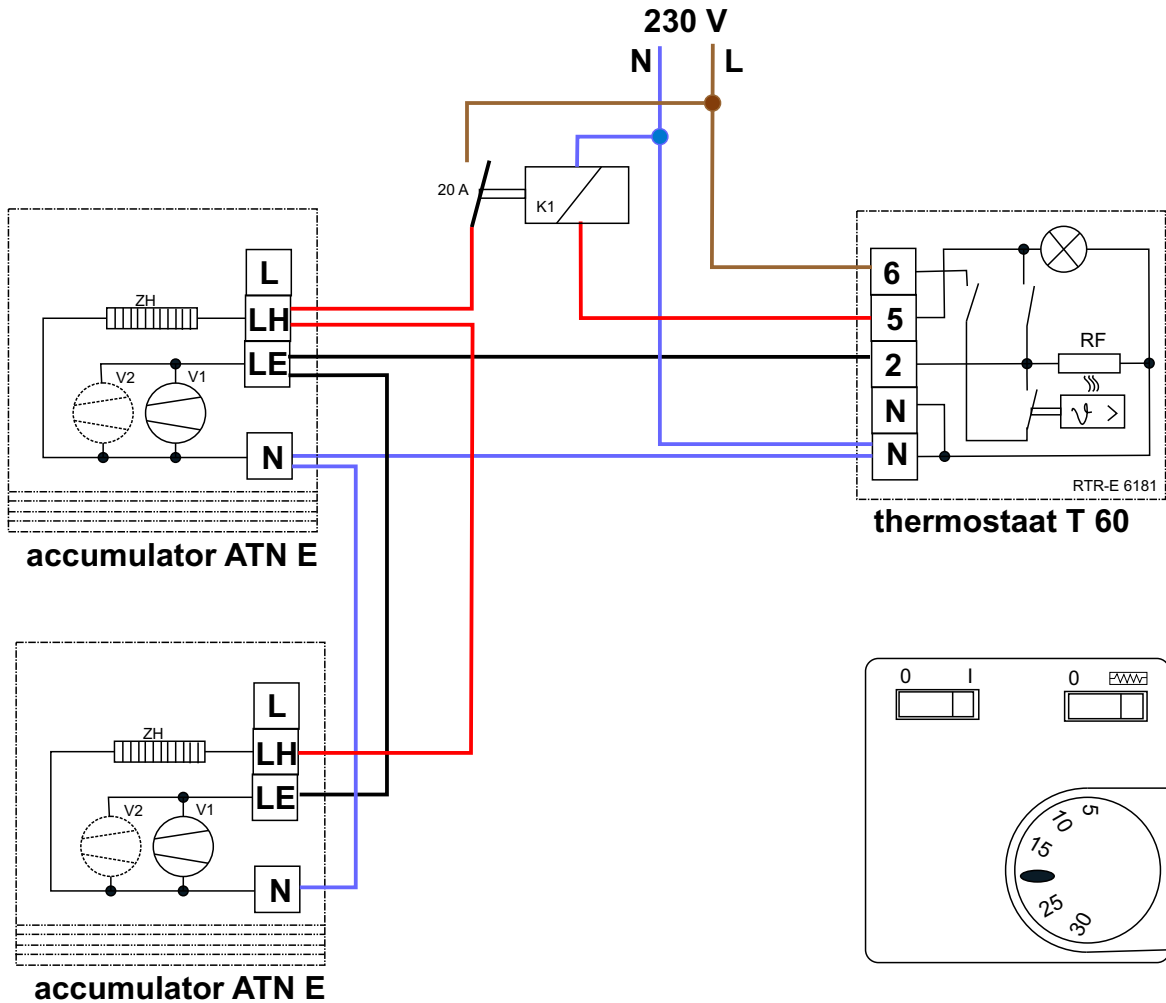 230 V
N
L
20 A
K1
L
ZH
LH
LE
V2
V1
N
accumulator ATN E
6
5
2
N
N
RF
ϑ >
RTR-E 6181
thermostaat T 60
L
ZH
LH
LE
V2
V1
N
accumulator ATN E
0 I
0
5
10
15
25
30